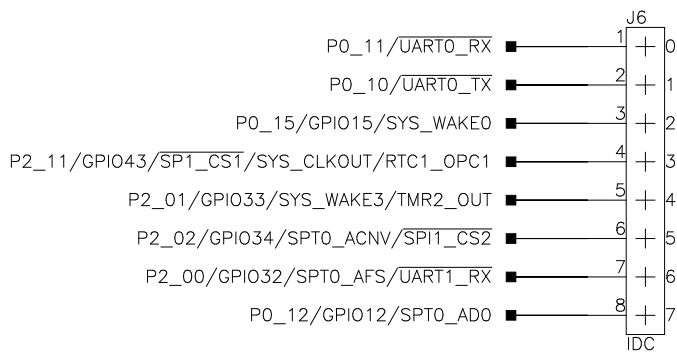 J6
P0_11/UART0_RX 1 0
P0_10/UART0_TX 2 1
P0_15/GPIO15/SYS_WAKE0 3 2
P2_11/GPIO43/SP1_CS1/SYS_CLKOUT/RTC1_OPC1 4 3
P2_01/GPIO33/SYS_WAKE3/TMR2_OUT 5 4
P2_02/GPIO34/SPT0_ACNV/SPI1_CS2 6 5
P2_00/GPIO32/SPT0_AFS/UART1_RX 7 6
P0_12/GPIO12/SPT0_AD0 8 7
IDC